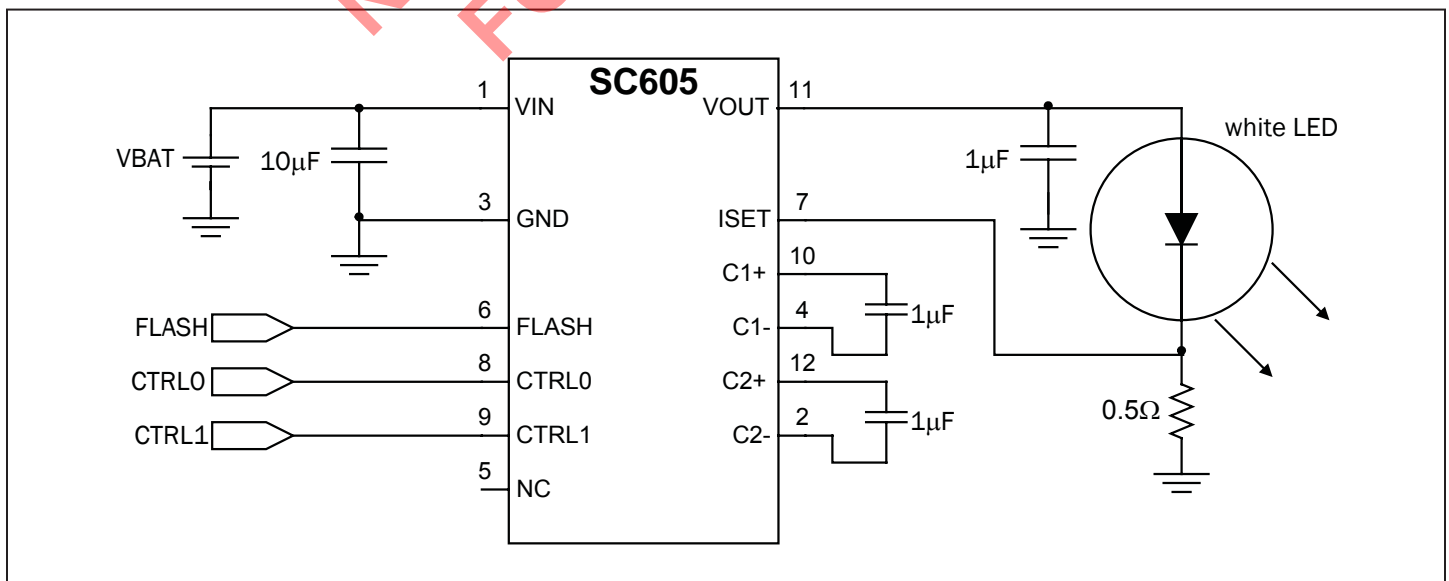 SC605
1
VIN
VOUT
11
white LED
VBAT
10μF
1μF
3
GND
ISET
7
C1+
10
FLASH
6
FLASH
C1-
4
1μF
CTRL0
8
CTRL0
C2+
12
CTRL1
9
CTRL1
C2-
2
1μF
0.5Ω
5
NC